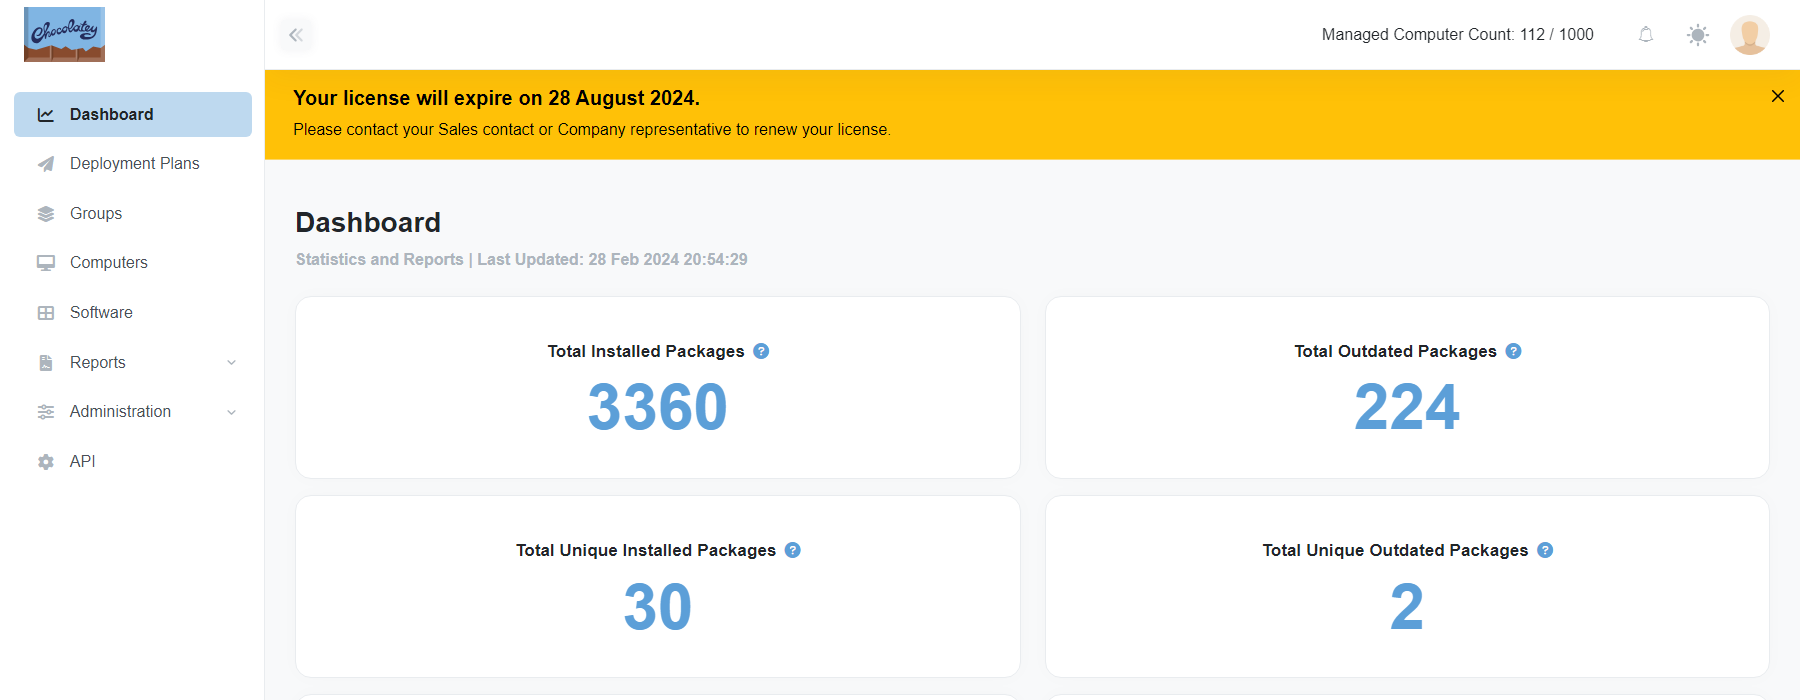 Chocolatey
Managed Computer Count: 112 / 1000
Dashboard
Deployment Plans
Groups
Computers
Software
Reports
Administration
API
Your license will expire on 28 August 2024.
Please contact your Sales contact or Company representative to renew your license.
Dashboard
Statistics and Reports | Last Updated: 28 Feb 2024 20:54:29
Total Installed Packages ?
3360
Total Outdated Packages ?
224
Total Unique Installed Packages ?
30
Total Unique Outdated Packages ?
2